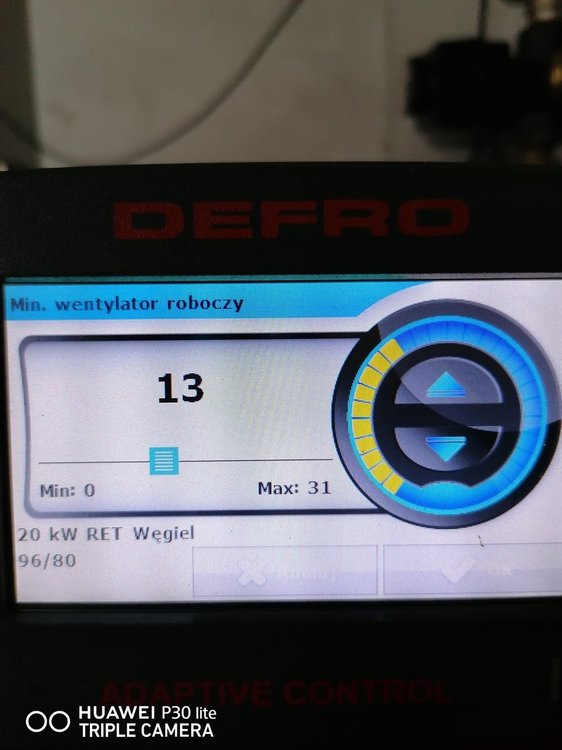 DEFRO
Min. wentylator roboczy
13
Min: 0
Max: 31
20 kW RET Węgiel
96/80
OK
ADAPTIVE CONTROL
HUAWEI P30 lite
TRIPLE CAMERA